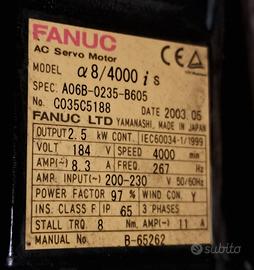 FANUC
AC Servo Motor
MODEL α8/4000 i s
SPEC. A06B-0235-B605
No. C035C5188
DATE 2003.05
FANUC LTD YAMANASHI, MADE IN JAPAN
OUTPUT 2.5 kW CONT. IEC60034-1/1999
VOLT 184 V SPEED 4000 min
AMP(~) 8.3 A FREQ 267 Hz
AMP. INPUT(~) 200-230 V 50/60Hz
POWER FACTOR 97 % WIND CON. Y
INS. CLASS F IP 65 3 PHASES
STALL TRQ 8 Nm AMP(~) 11 A
MANUAL No. B-65262
subito